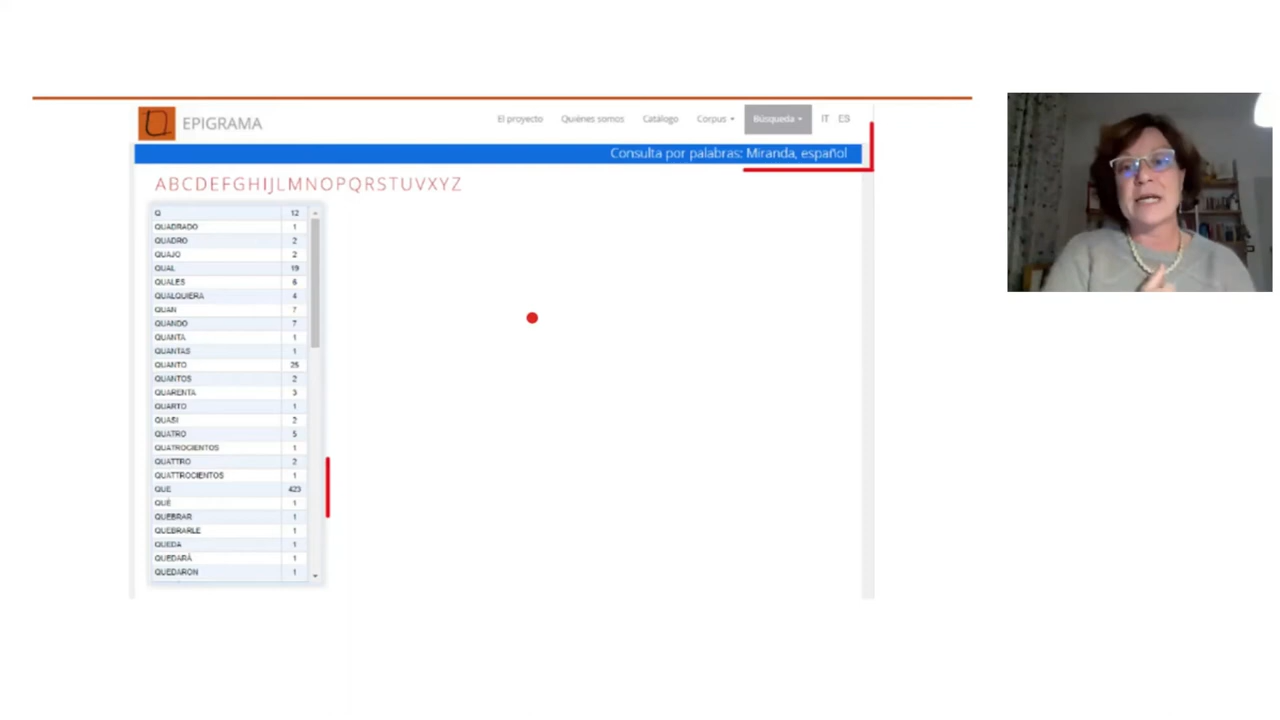 EPIGRAMA
El proyecto Quiénes somos Catálogo Corpus Búsqueda IT ES
Consulta por palabras: Miranda, español
A B C D E F G H I J L M N O P Q R S T U V X Y Z
Q 12
QUADRADO 1
QUADRO 2
QUAJO 2
QUAL 19
QUALES 6
QUALQUIERA 4
QUAN 7
QUANDO 7
QUANTA 1
QUANTAS 1
QUANTO 25
QUANTOS 2
QUARENTA 3
QUARTO 1
QUASI 2
QUATRO 5
QUATROCIENTOS 1
QUATTRO 2
QUATTROCIENTOS 1
QUE 423
QUÈ 1
QUEBRAR 1
QUEBRARLE 1
QUEDA 1
QUEDARÁ 1
QUEDARON 1